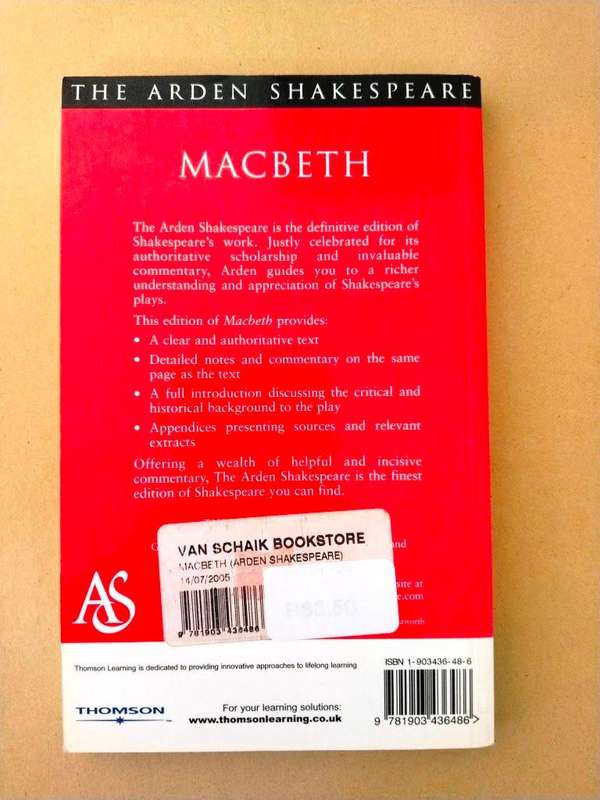 THE ARDEN SHAKESPEARE
MACBETH
The Arden Shakespeare is the definitive edition of
Shakespeare's work. Justly celebrated for its
authoritative scholarship and invaluable
commentary, Arden guides you to a richer
understanding and appreciation of Shakespeare's
plays.
This edition of Macbeth provides:
• A clear and authoritative text
• Detailed notes and commentary on the same
page as the text
• A full introduction discussing the critical and
historical background to the play
• Appendices presenting sources and relevant
extracts
Offering a wealth of helpful and incisive
commentary, The Arden Shakespeare is the finest
edition of Shakespeare you can find.
VAN SCHAIK BOOKSTORE
MACBETH (ARDEN SHAKESPEARE)
14/07/2005
9 781903 436486
site at
AS
Thomson Learning is dedicated to providing innovative approaches to lifelong learning
THOMSON
For your learning solutions:
www.thomsonlearning.co.uk
ISBN 1-903436-48-6
9 781903 436486 >